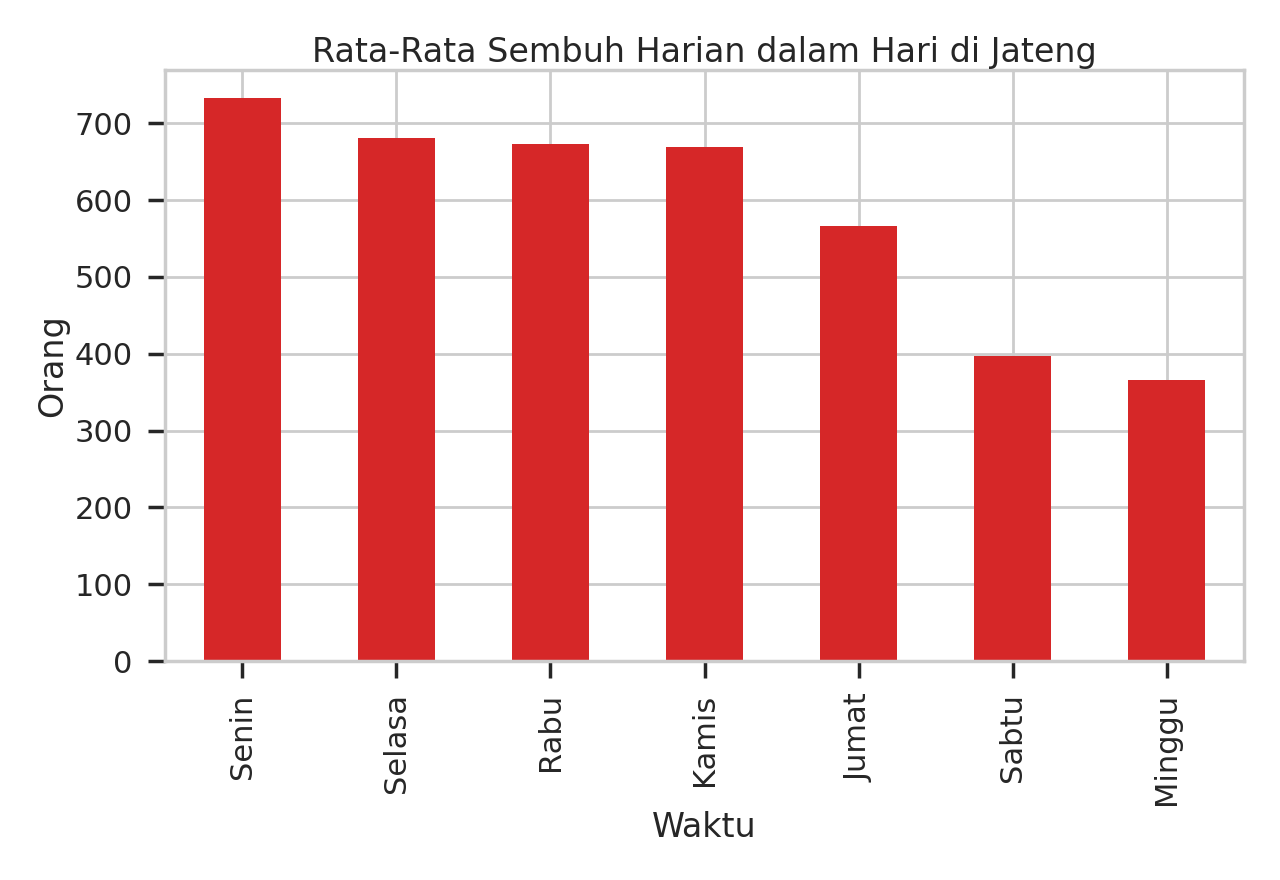 Rata-Rata Sembuh Harian dalam Hari di Jateng
Orang
700
600
500
400
300
200
100
0
Senin
Selasa
Rabu
Kamis
Jumat
Sabtu
Minggu
Waktu